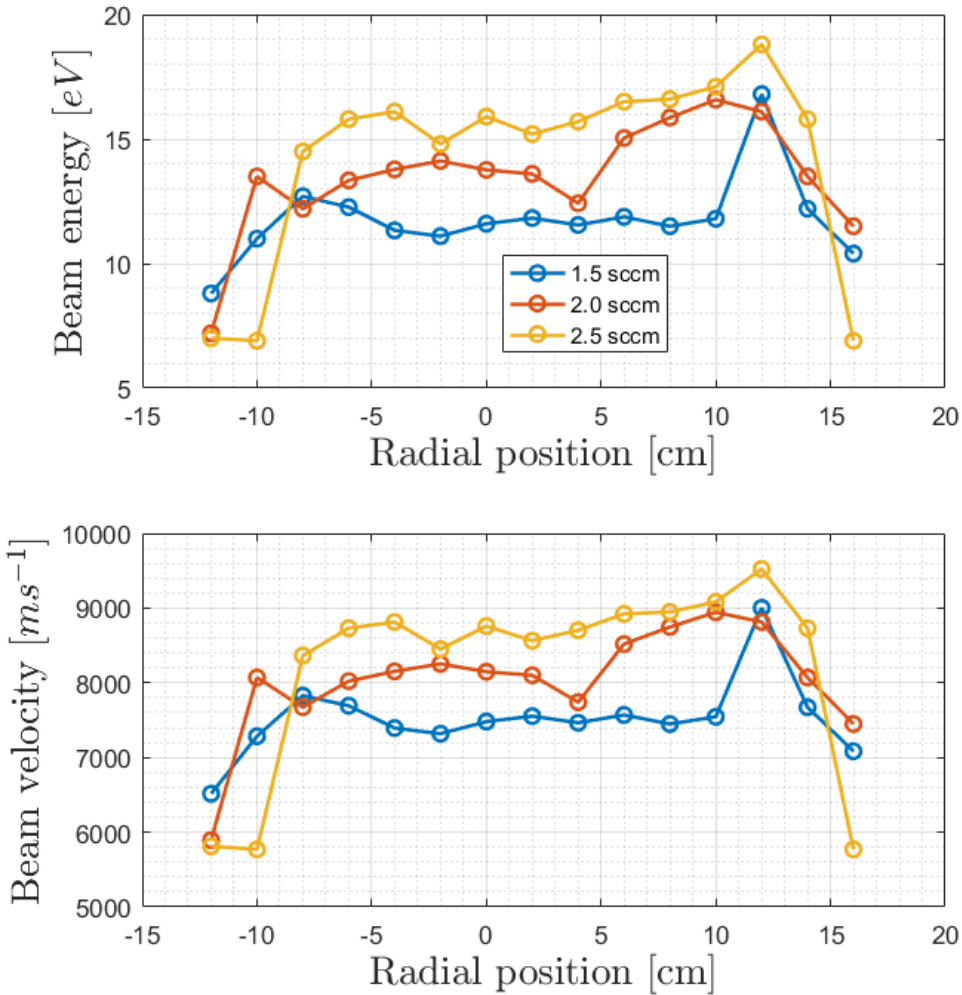 20
15
10
5
Beam energy [eV]
1.5 sccm
2.0 sccm
2.5 sccm
-15 -10 -5 0 5 10 15 20
Radial position [cm]
10000
9000
8000
7000
6000
5000
Beam velocity [ms⁻¹]
-15 -10 -5 0 5 10 15 20
Radial position [cm]